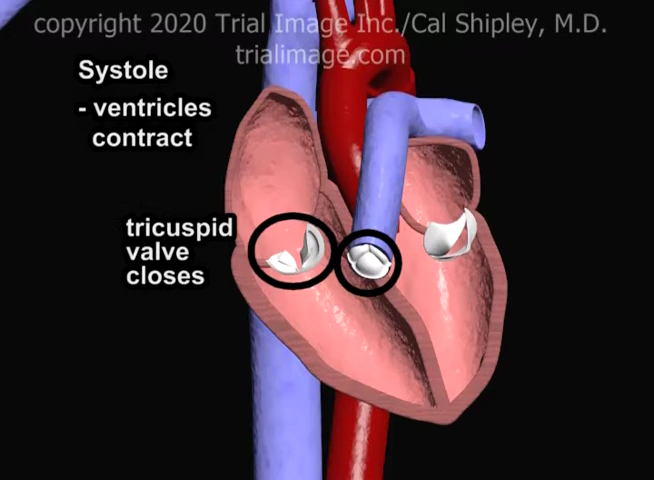 copyright 2020 Trial Image Inc./Cal Shipley, M.D.
trialimage.com
Systole
- ventricles
contract
tricuspid
valve
closes